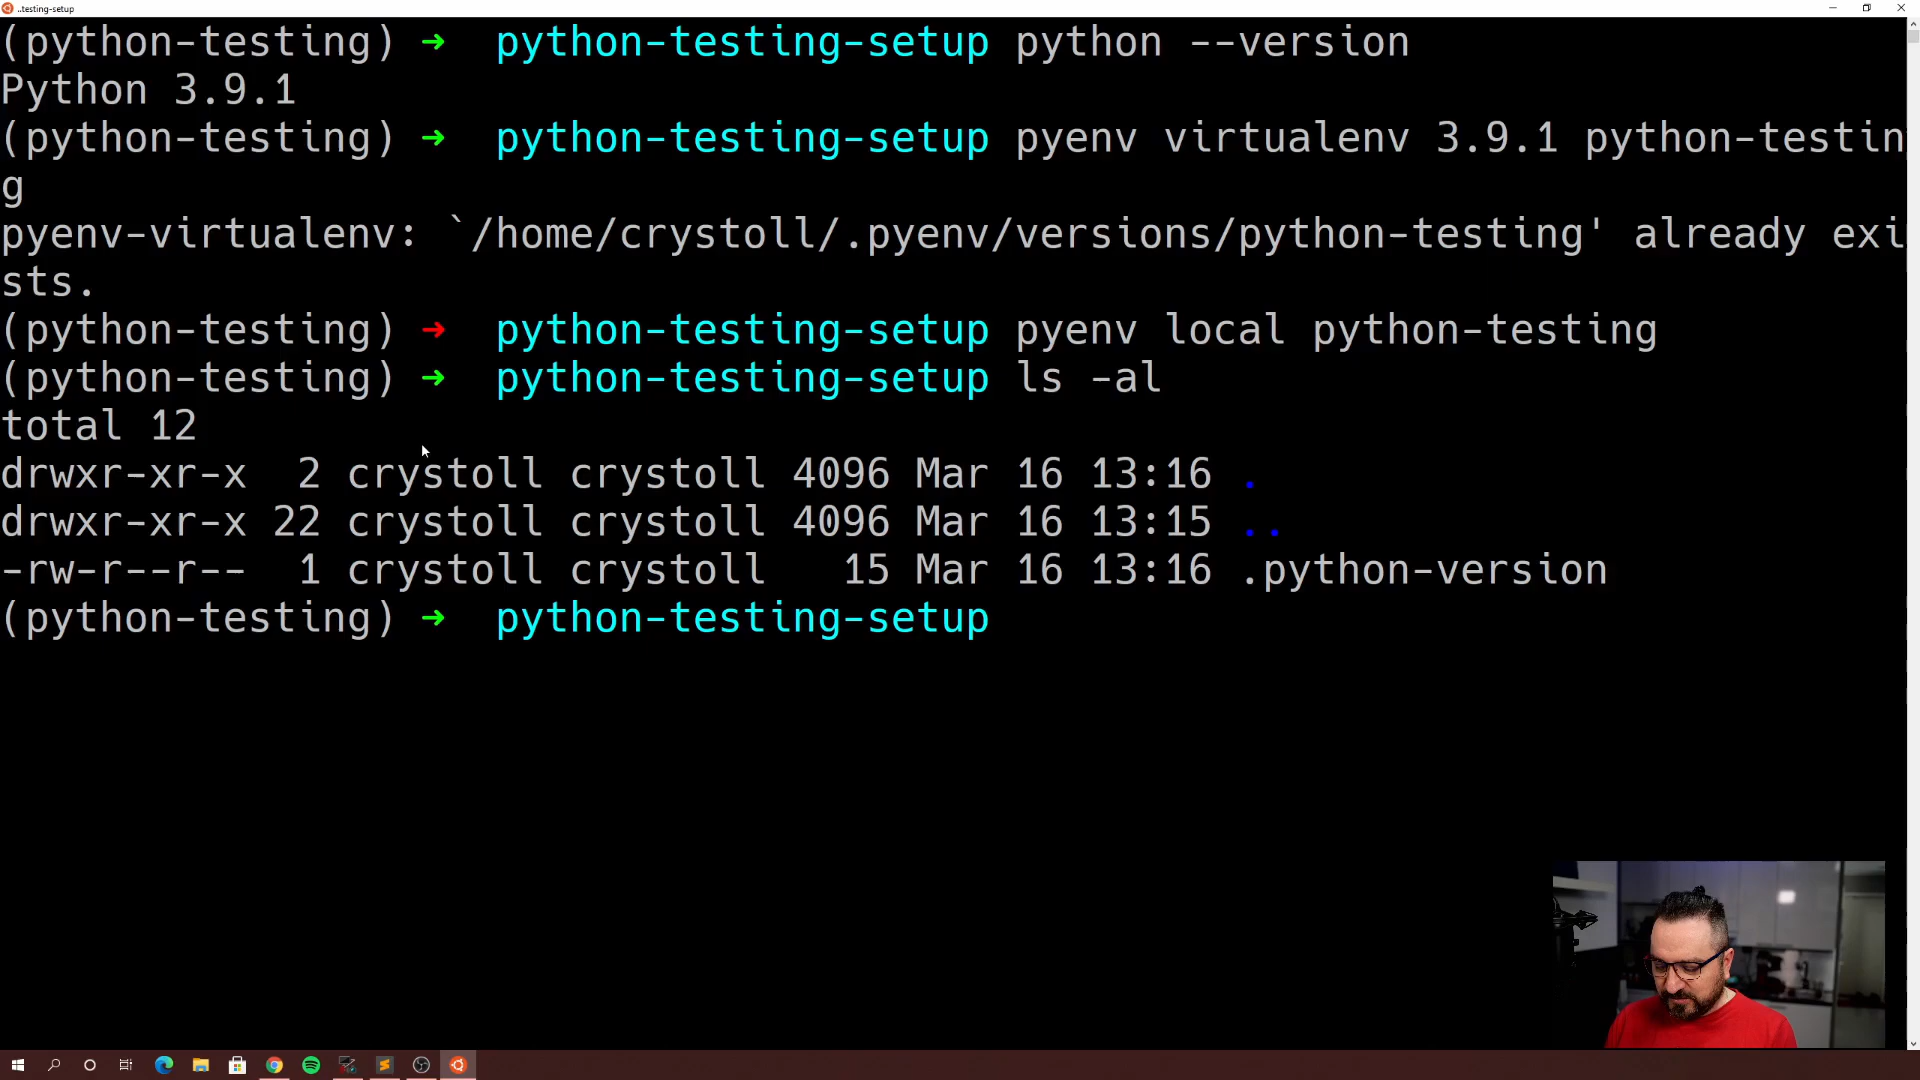 ..testing-setup
(python-testing) ➜ python-testing-setup python --version
Python 3.9.1
(python-testing) ➜ python-testing-setup pyenv virtualenv 3.9.1 python-testin
g
pyenv-virtualenv: `/home/crystoll/.pyenv/versions/python-testing' already exi
sts.
(python-testing) ➜ python-testing-setup pyenv local python-testing
(python-testing) ➜ python-testing-setup ls -al
total 12
drwxr-xr-x  2 crystoll crystoll 4096 Mar 16 13:16 .
drwxr-xr-x 22 crystoll crystoll 4096 Mar 16 13:15 ..
-rw-r--r--  1 crystoll crystoll   15 Mar 16 13:16 .python-version
(python-testing) ➜ python-testing-setup